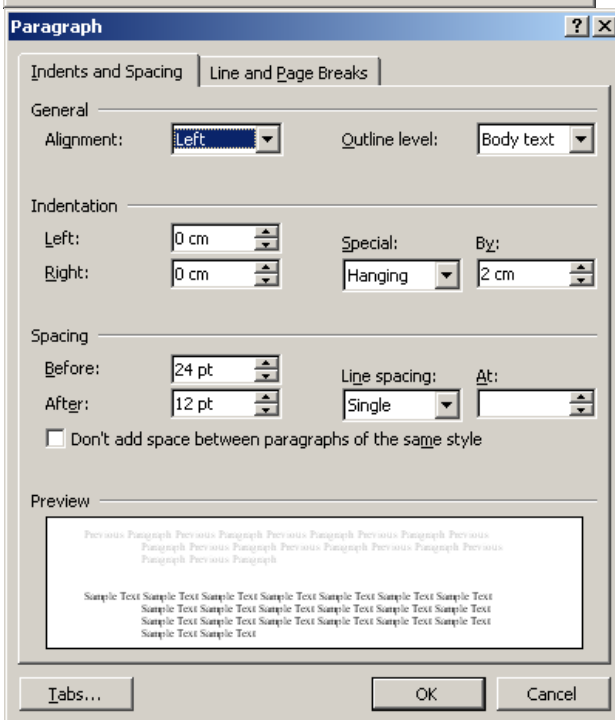 Paragraph
Indents and Spacing Line and Page Breaks
General
Alignment: Left Outline level: Body text
Indentation
Left: 0 cm Special: By:
Right: 0 cm Hanging 2 cm
Spacing
Before: 24 pt Line spacing: At:
After: 12 pt Single
Don't add space between paragraphs of the same style
Preview
Previous Paragraph Previous Paragraph Previous Paragraph Previous Paragraph Previous
Paragraph Previous Paragraph Previous Paragraph Previous Paragraph Previous
Paragraph Previous Paragraph
Sample Text Sample Text Sample Text Sample Text Sample Text Sample Text Sample Text
Sample Text Sample Text Sample Text Sample Text Sample Text Sample Text
Sample Text Sample Text Sample Text Sample Text Sample Text Sample Text
Sample Text Sample Text
Tabs... OK Cancel